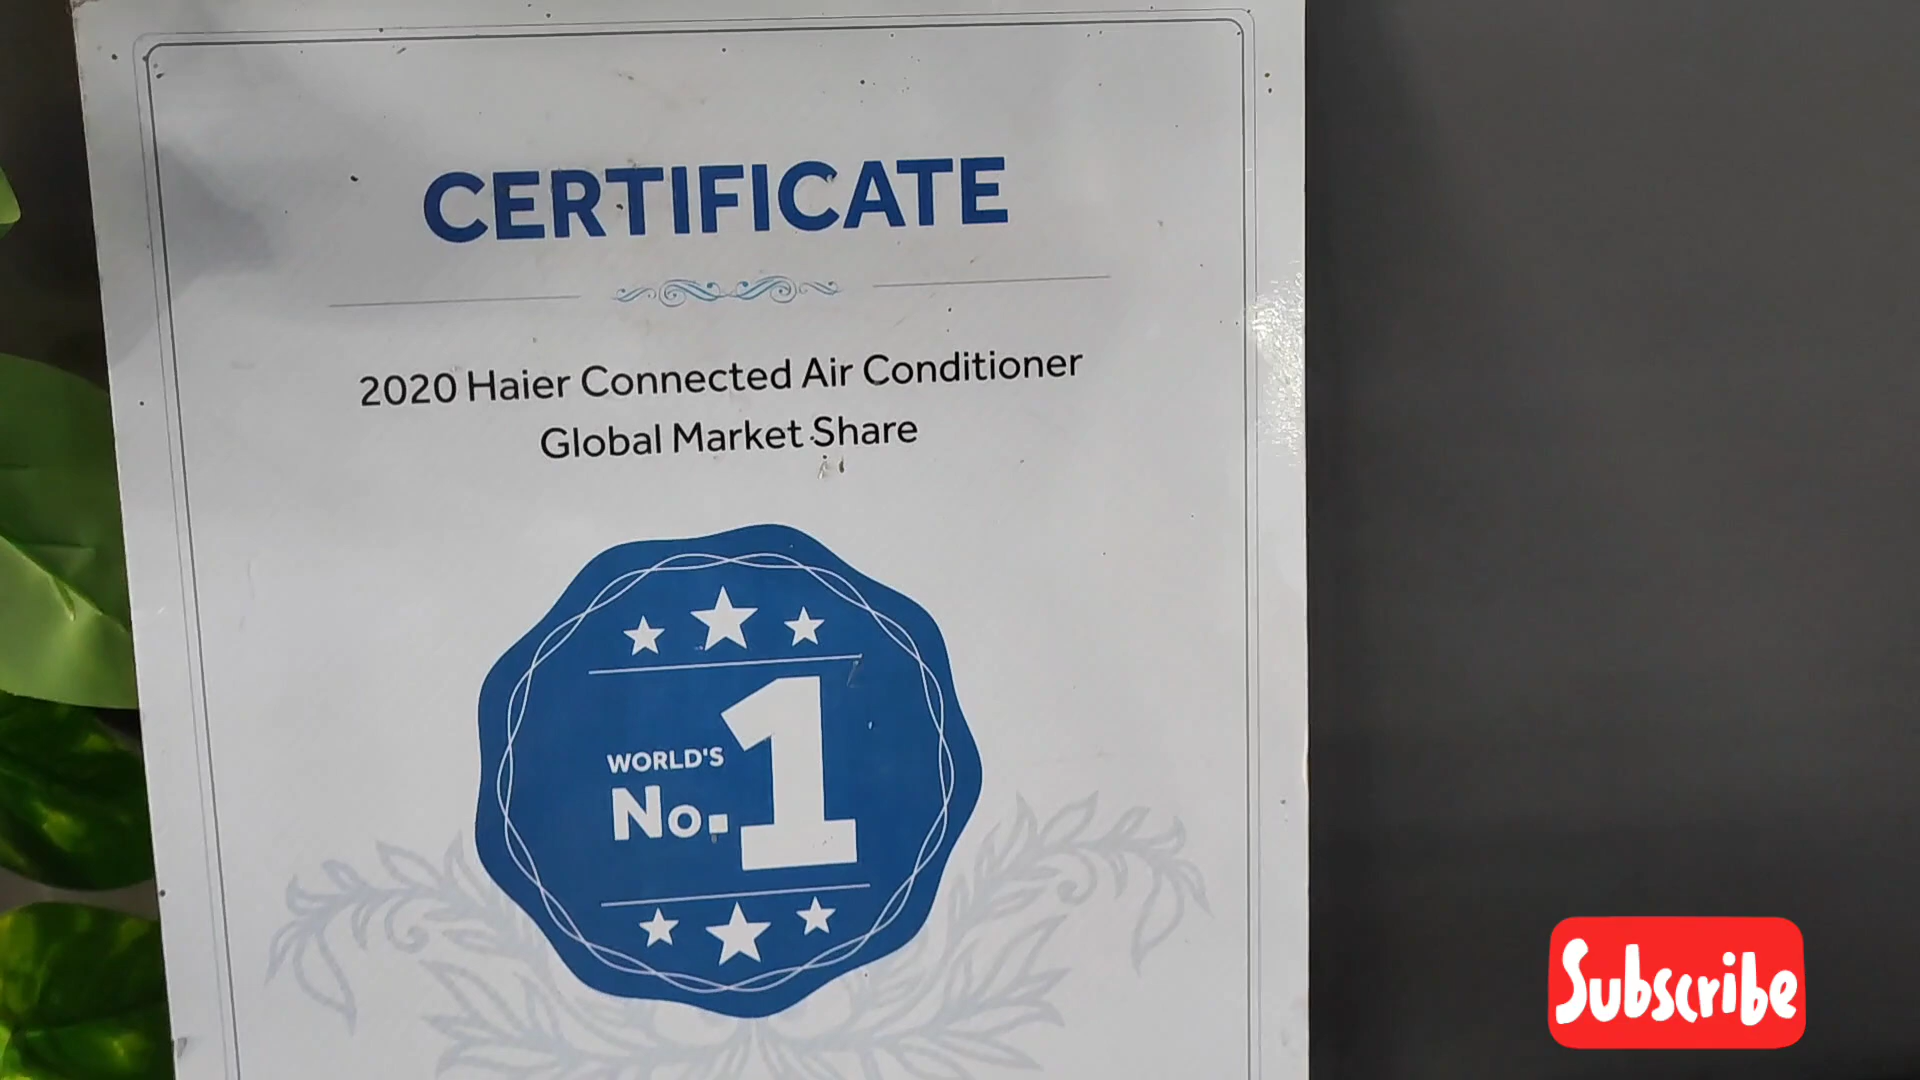 CERTIFICATE
2020 Haier Connected Air Conditioner
Global Market Share
WORLD'S
No.1
Subscribe